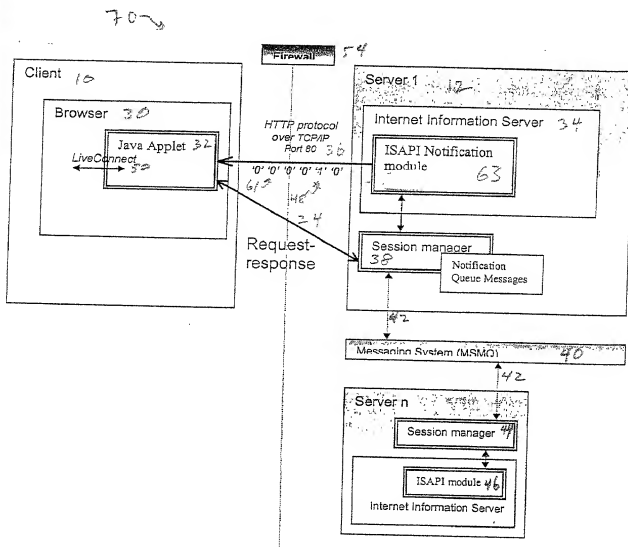 70
Firewall 54
Client 10
Server 1 12
Browser 30
Internet Information Server 34
HTTP protocol
over TCP/IP
Port 80 36
Java Applet 32
ISAPI Notification
module
63
LiveConnect
50
'0' '0' '0' '0' '1' '0'
61
48
24
Request-
response
Session manager
38
Notification
Queue Messages
42
Messaging System (MSMQ) 40
42
Server n
Session manager 44
ISAPI module 46
Internet Information Server